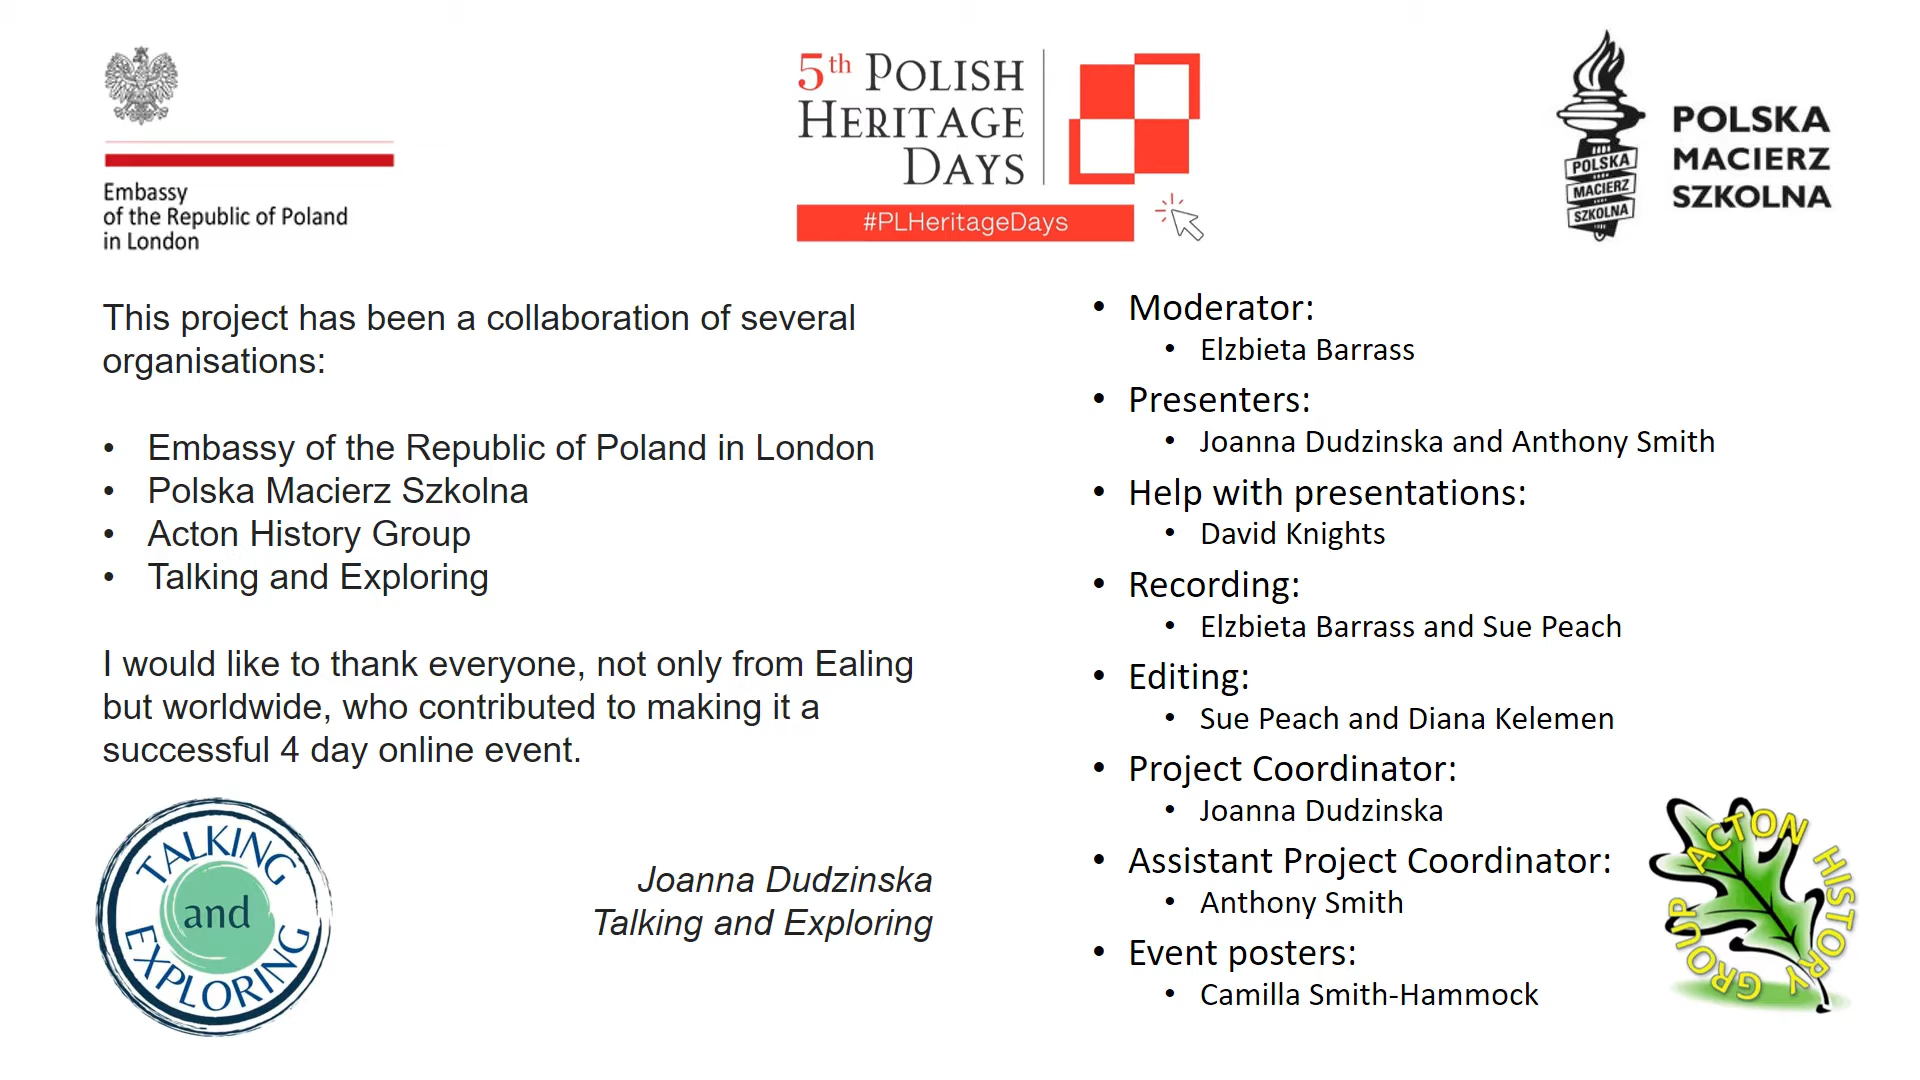 Embassy
of the Republic of Poland
in London
5th POLISH
HERITAGE
DAYS
#PLHeritageDays
POLSKA
MACIERZ
SZKOLNA
POLSKA
MACIERZ
SZKOLNA
This project has been a collaboration of several
organisations:
• Embassy of the Republic of Poland in London
• Polska Macierz Szkolna
• Acton History Group
• Talking and Exploring
I would like to thank everyone, not only from Ealing
but worldwide, who contributed to making it a
successful 4 day online event.
Joanna Dudzinska
Talking and Exploring
TALKING
and
EXPLORING
• Moderator:
• Elzbieta Barrass
• Presenters:
• Joanna Dudzinska and Anthony Smith
• Help with presentations:
• David Knights
• Recording:
• Elzbieta Barrass and Sue Peach
• Editing:
• Sue Peach and Diana Kelemen
• Project Coordinator:
• Joanna Dudzinska
• Assistant Project Coordinator:
• Anthony Smith
• Event posters:
• Camilla Smith-Hammock
ACTON HISTORY GROUP